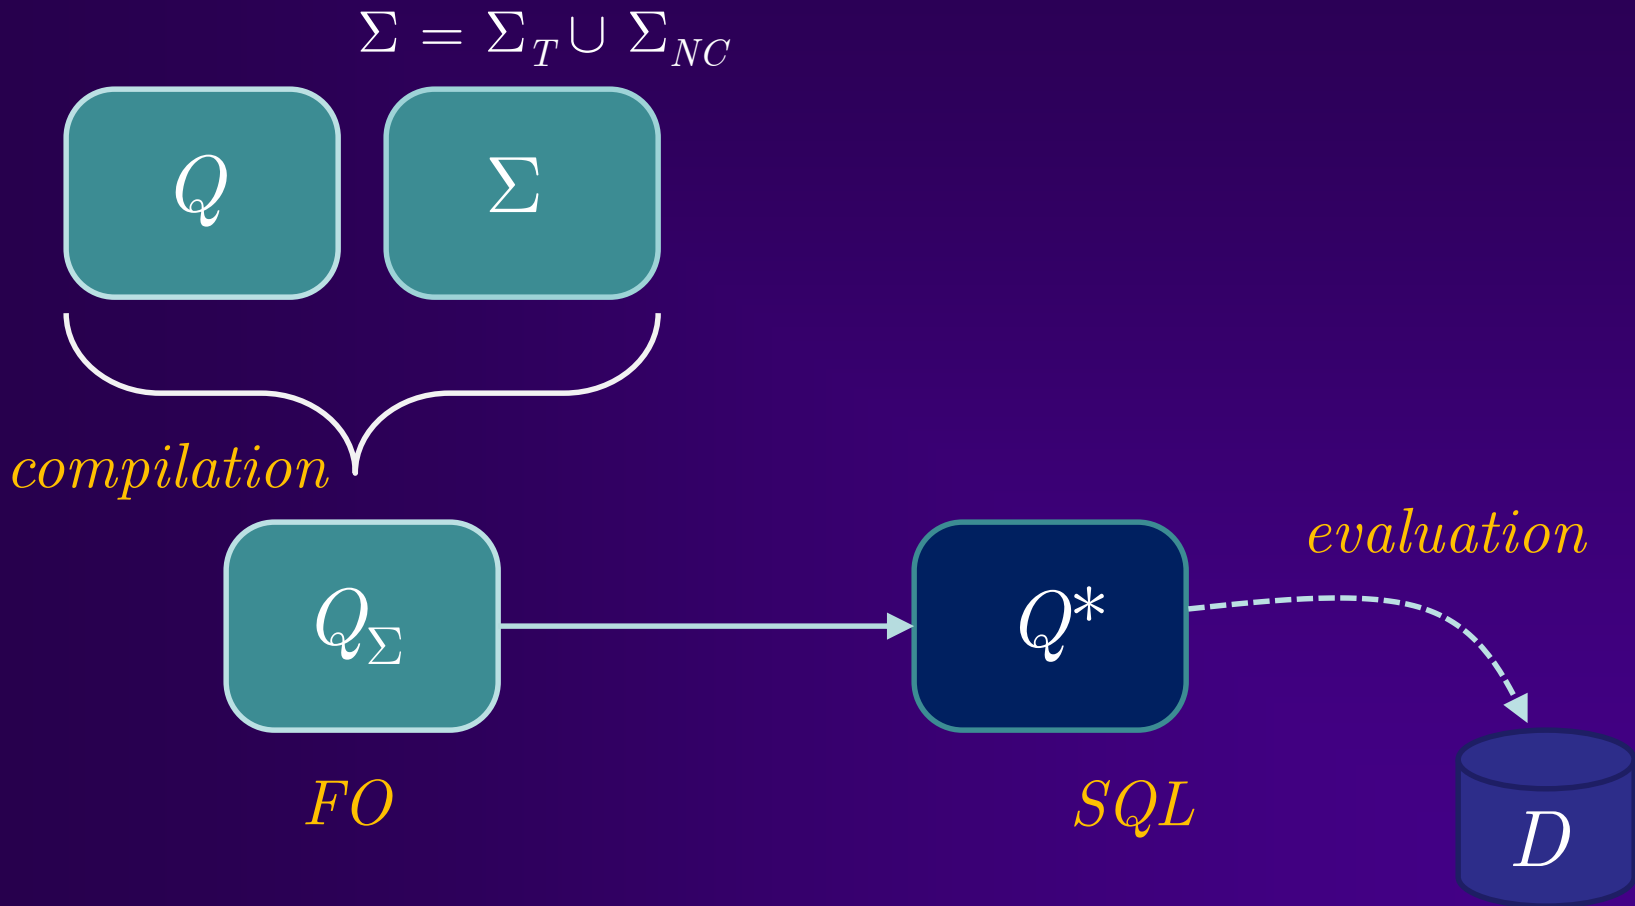 Σ = Σ_T ∪ Σ_NC
Q
Σ
compilation
evaluation
Q_Σ
Q*
FO
SQL
D